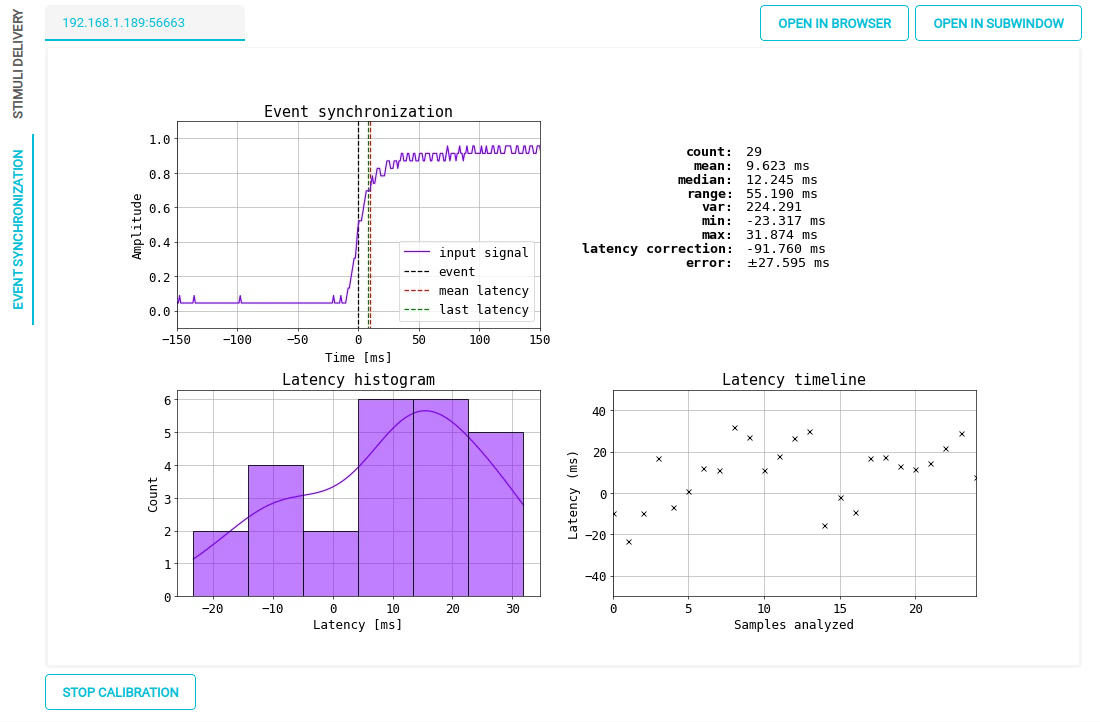 STIMULI DELIVERY
EVENT SYNCHRONIZATION
192.168.1.189:56663
OPEN IN BROWSER
OPEN IN SUBWINDOW
Event synchronization
Amplitude
1.0
0.8
0.6
0.4
0.2
0.0
input signal
event
mean latency
last latency
−150 −100 −50 0 50 100 150
Time [ms]
count: 29
mean: 9.623 ms
median: 12.245 ms
range: 55.190 ms
var: 224.291
min: -23.317 ms
max: 31.874 ms
latency correction: -91.760 ms
error: ±27.595 ms
Latency histogram
Count
6
5
4
3
2
1
0
−20 −10 0 10 20 30
Latency [ms]
Latency timeline
Latency (ms)
40
20
0
−20
−40
0 5 10 15 20
Samples analyzed
STOP CALIBRATION